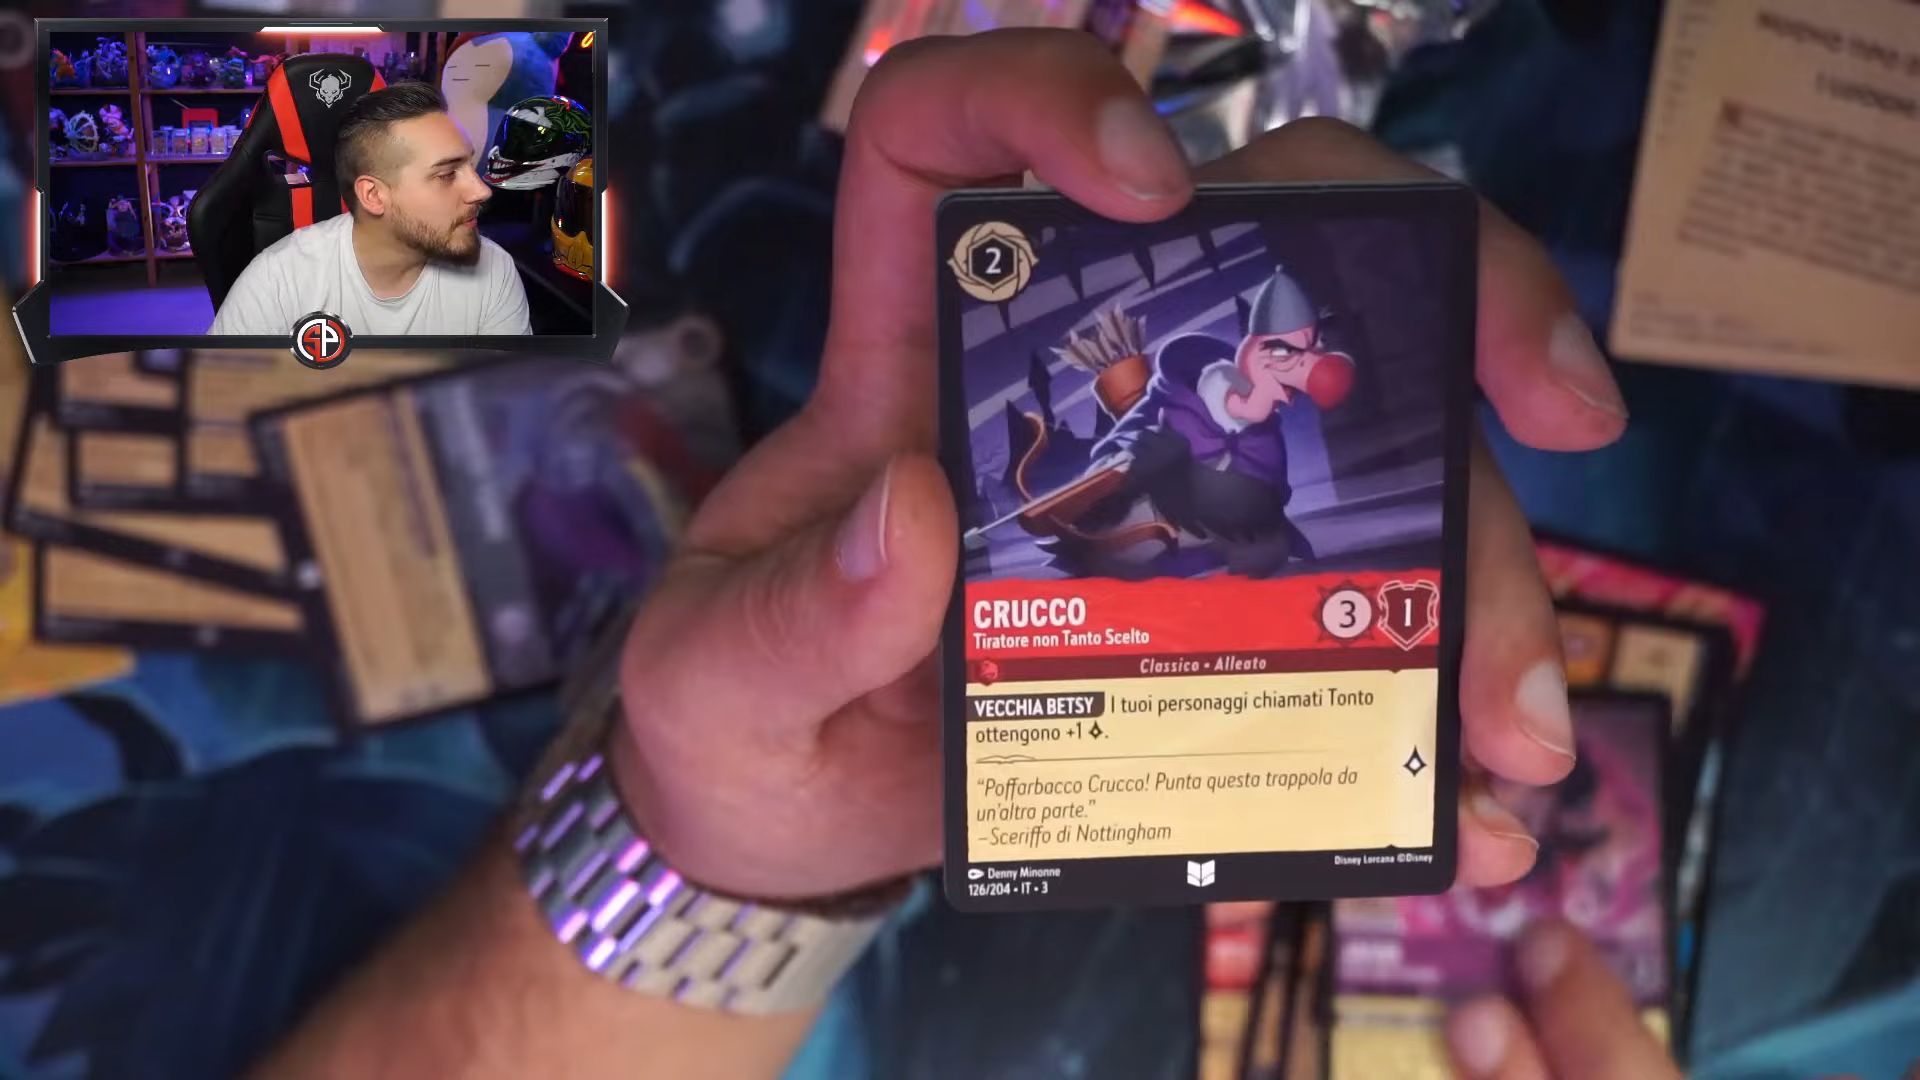 SP
2
CRUCCO
3
1
Tiratore non Tanto Scelto
Classico • Alleato
VECCHIA BETSY I tuoi personaggi chiamati Tonto
ottengono +1 .
“Poffarbacco Crucco! Punta questa trappola da
un'altra parte.”
–Sceriffo di Nottingham
Denny Minonne
Disney Lorcana ©Disney
126/204 • IT • 3